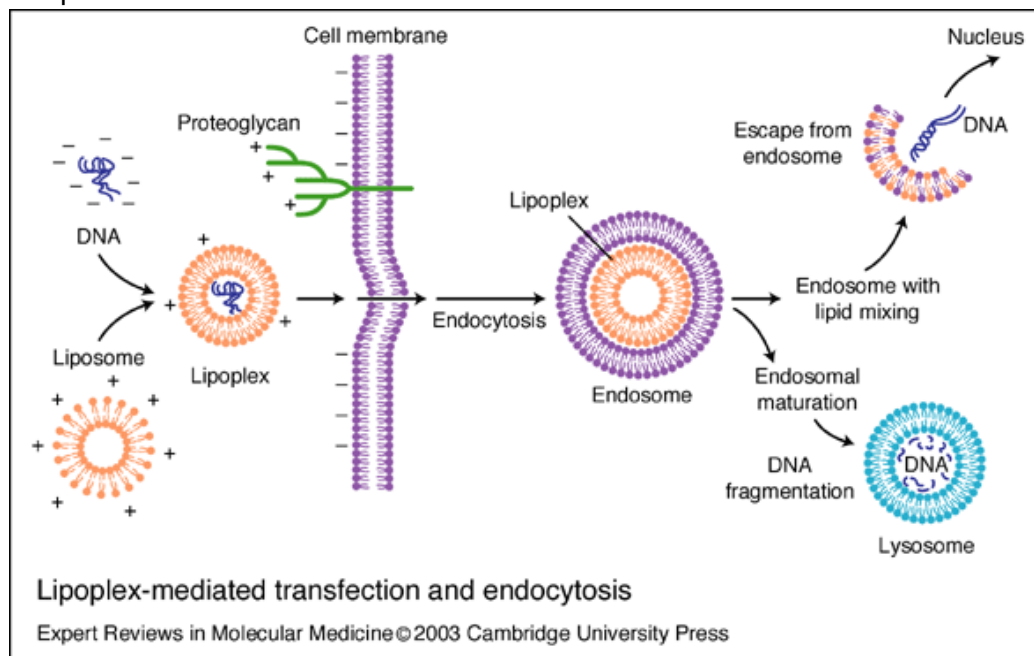 Cell membrane
Nucleus
Proteoglycan
DNA
Escape from
endosome
Lipoplex
DNA
Endosome with
lipid mixing
Endocytosis
Liposome
Lipoplex
Endosome
Endosomal
maturation
DNA
fragmentation
DNA
Lysosome
Lipoplex-mediated transfection and endocytosis
Expert Reviews in Molecular Medicine © 2003 Cambridge University Press